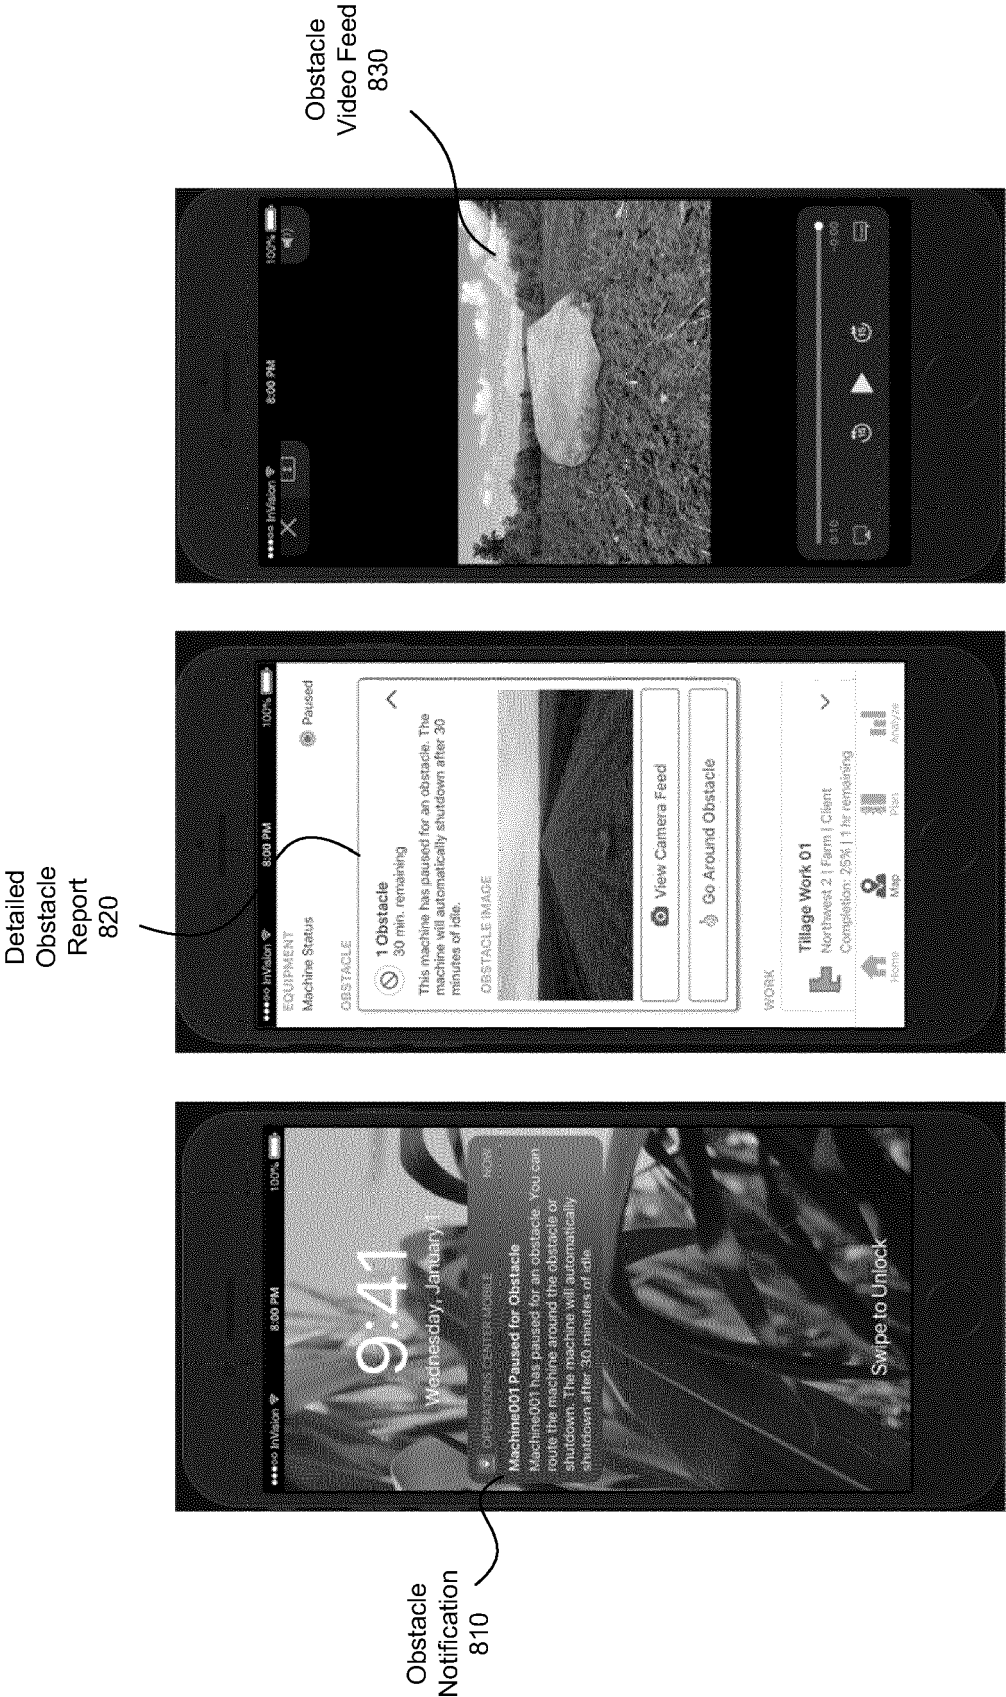 Obstacle
Notification
810
●●●●○ InVision
8:00 PM
100%
9:41
Wednesday, January 1
OPERATIONS CENTER MOBILE
NOW
Machine001 Paused for Obstacle
Machine001 has paused for an obstacle. You can
route the machine around the obstacle or
shutdown. The machine will automatically
shutdown after 30 minutes of idle
Swipe to Unlock
Detailed
Obstacle
Report
820
●●●●○ InVision
8:00 PM
100%
EQUIPMENT
Machine Status
Paused
OBSTACLE
1 Obstacle
30 min. remaining
This machine has paused for an obstacle. The
machine will automatically shutdown after 30
minutes of idle.
OBSTACLE IMAGE
View Camera Feed
Go Around Obstacle
WORK
Tillage Work 01
Northwest 2 | Farm | Client
Completion: 25% | 1 hr remaining
Home
Map
Plan
Analyze
Obstacle
Video Feed
830
●●●●○ InVision
8:00 PM
100%
0:10
-0:00
15
15